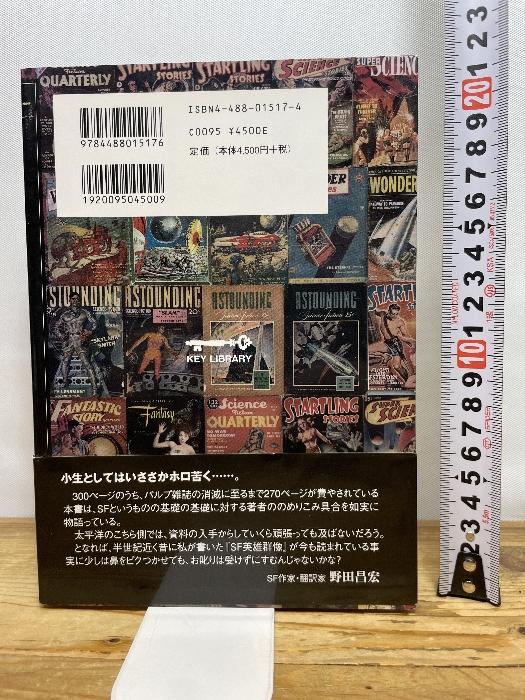 QUARTERLY
STARTLING
STORIES
STARTLING
STORIES
SCIENCE
SUPER SCIENCE
ISBN4-488-01517-4
C0095 ¥4500E
定価（本体4,500円+税）
9784488015176
1920095045009
WONDER
ASTOUNDING
ASTOUNDING
"SLAN"
ASTOUNDING
ASTOUNDING
STARTLING
KEY LIBRARY
FANTASTIC
STORY
Fantasy
Science
Fiction
QUARTERLY
STARTLING
STORIES
小生としてはいささかホロ苦く……。
300ページのうち、パルプ雑誌の消滅に至るまで270ページが費やされている
本書は、SFというものの基礎の基礎に対する著者ののめりこみ具合を如実に
物語っている。
太平洋のこちら側では、資料の入手からしていくら頑張っても及ばないだろう。
となれば、半世紀近く昔に私が書いた『SF英雄群像』が今も読まれている事
実に少しは鼻をピクつかせても、お叱りは受けずにすむんじゃないかな?
SF作家・翻訳家 野田昌宏